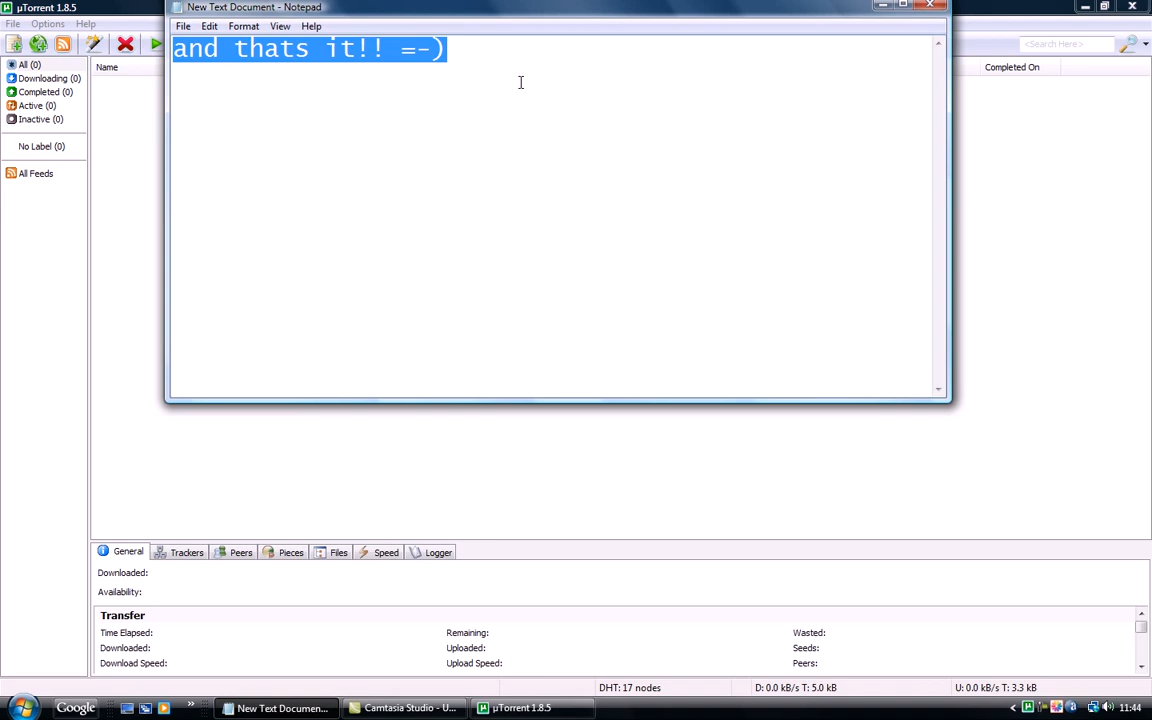 µTorrent 1.8.5
New Text Document - Notepad
File Options Help
File Edit Format View Help
<Search Here>
and thats it!! =-)
All (0)
Downloading (0)
Completed (0)
Active (0)
Inactive (0)
No Label (0)
All Feeds
Name
Completed On
General Trackers Peers Pieces Files Speed Logger
Downloaded:
Availability:
Transfer
Time Elapsed: Remaining: Wasted:
Downloaded: Uploaded: Seeds:
Download Speed: Upload Speed: Peers:
DHT: 17 nodes D: 0.0 kB/s T: 5.0 kB U: 0.0 kB/s T: 3.3 kB
Google New Text Documen... Camtasia Studio - U... µTorrent 1.8.5 11:44